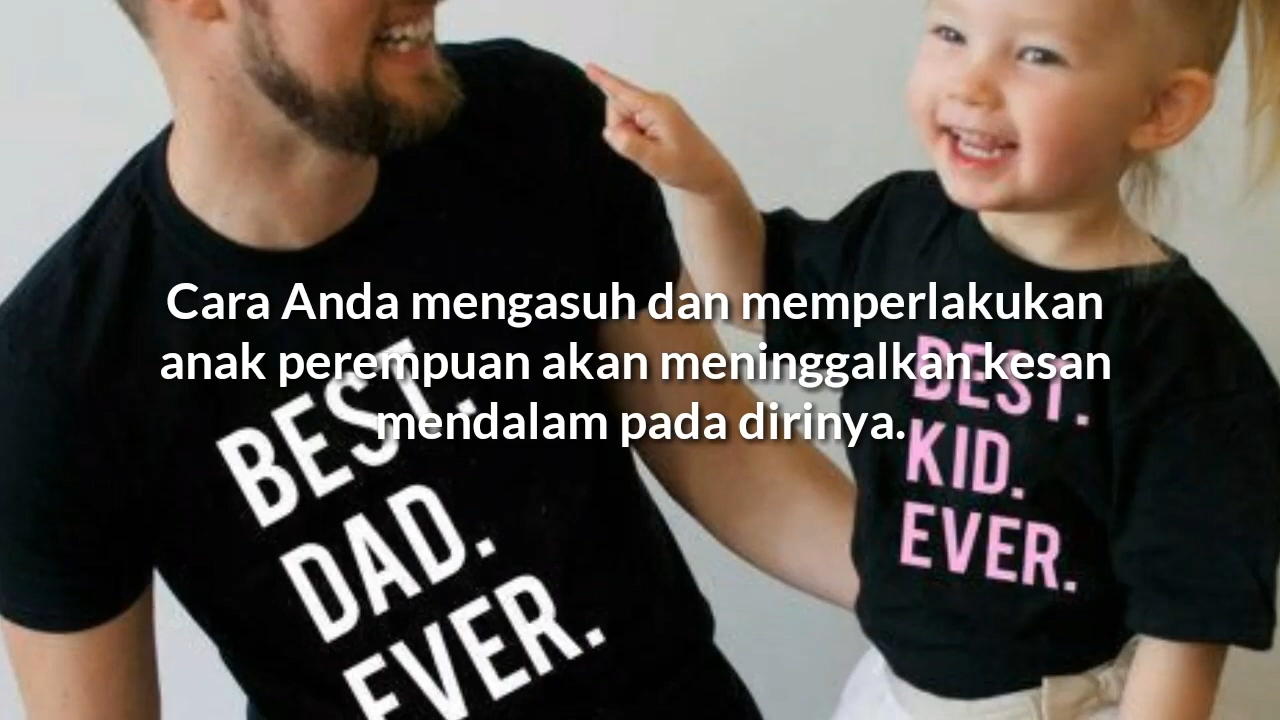 Cara Anda mengasuh dan memperlakukan
anak perempuan akan meninggalkan kesan
mendalam pada dirinya.
BEST.
DAD.
EVER.
BEST.
KID.
EVER.